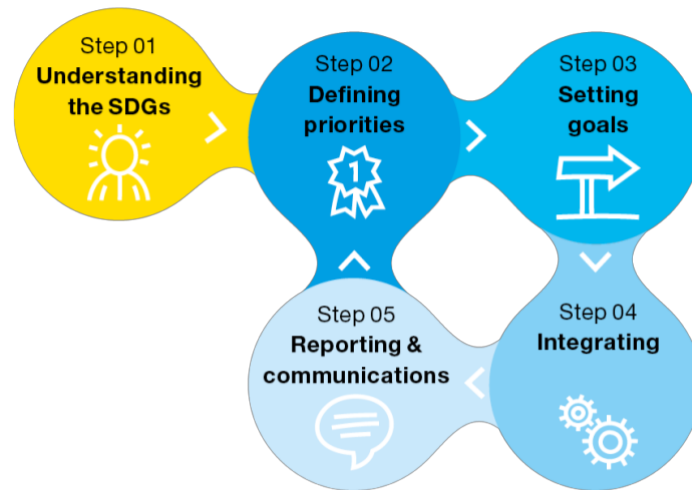 Step 01
Understanding
the SDGs
Step 02
Defining
priorities
1
Step 03
Setting
goals
Step 04
Integrating
Step 05
Reporting &
communications